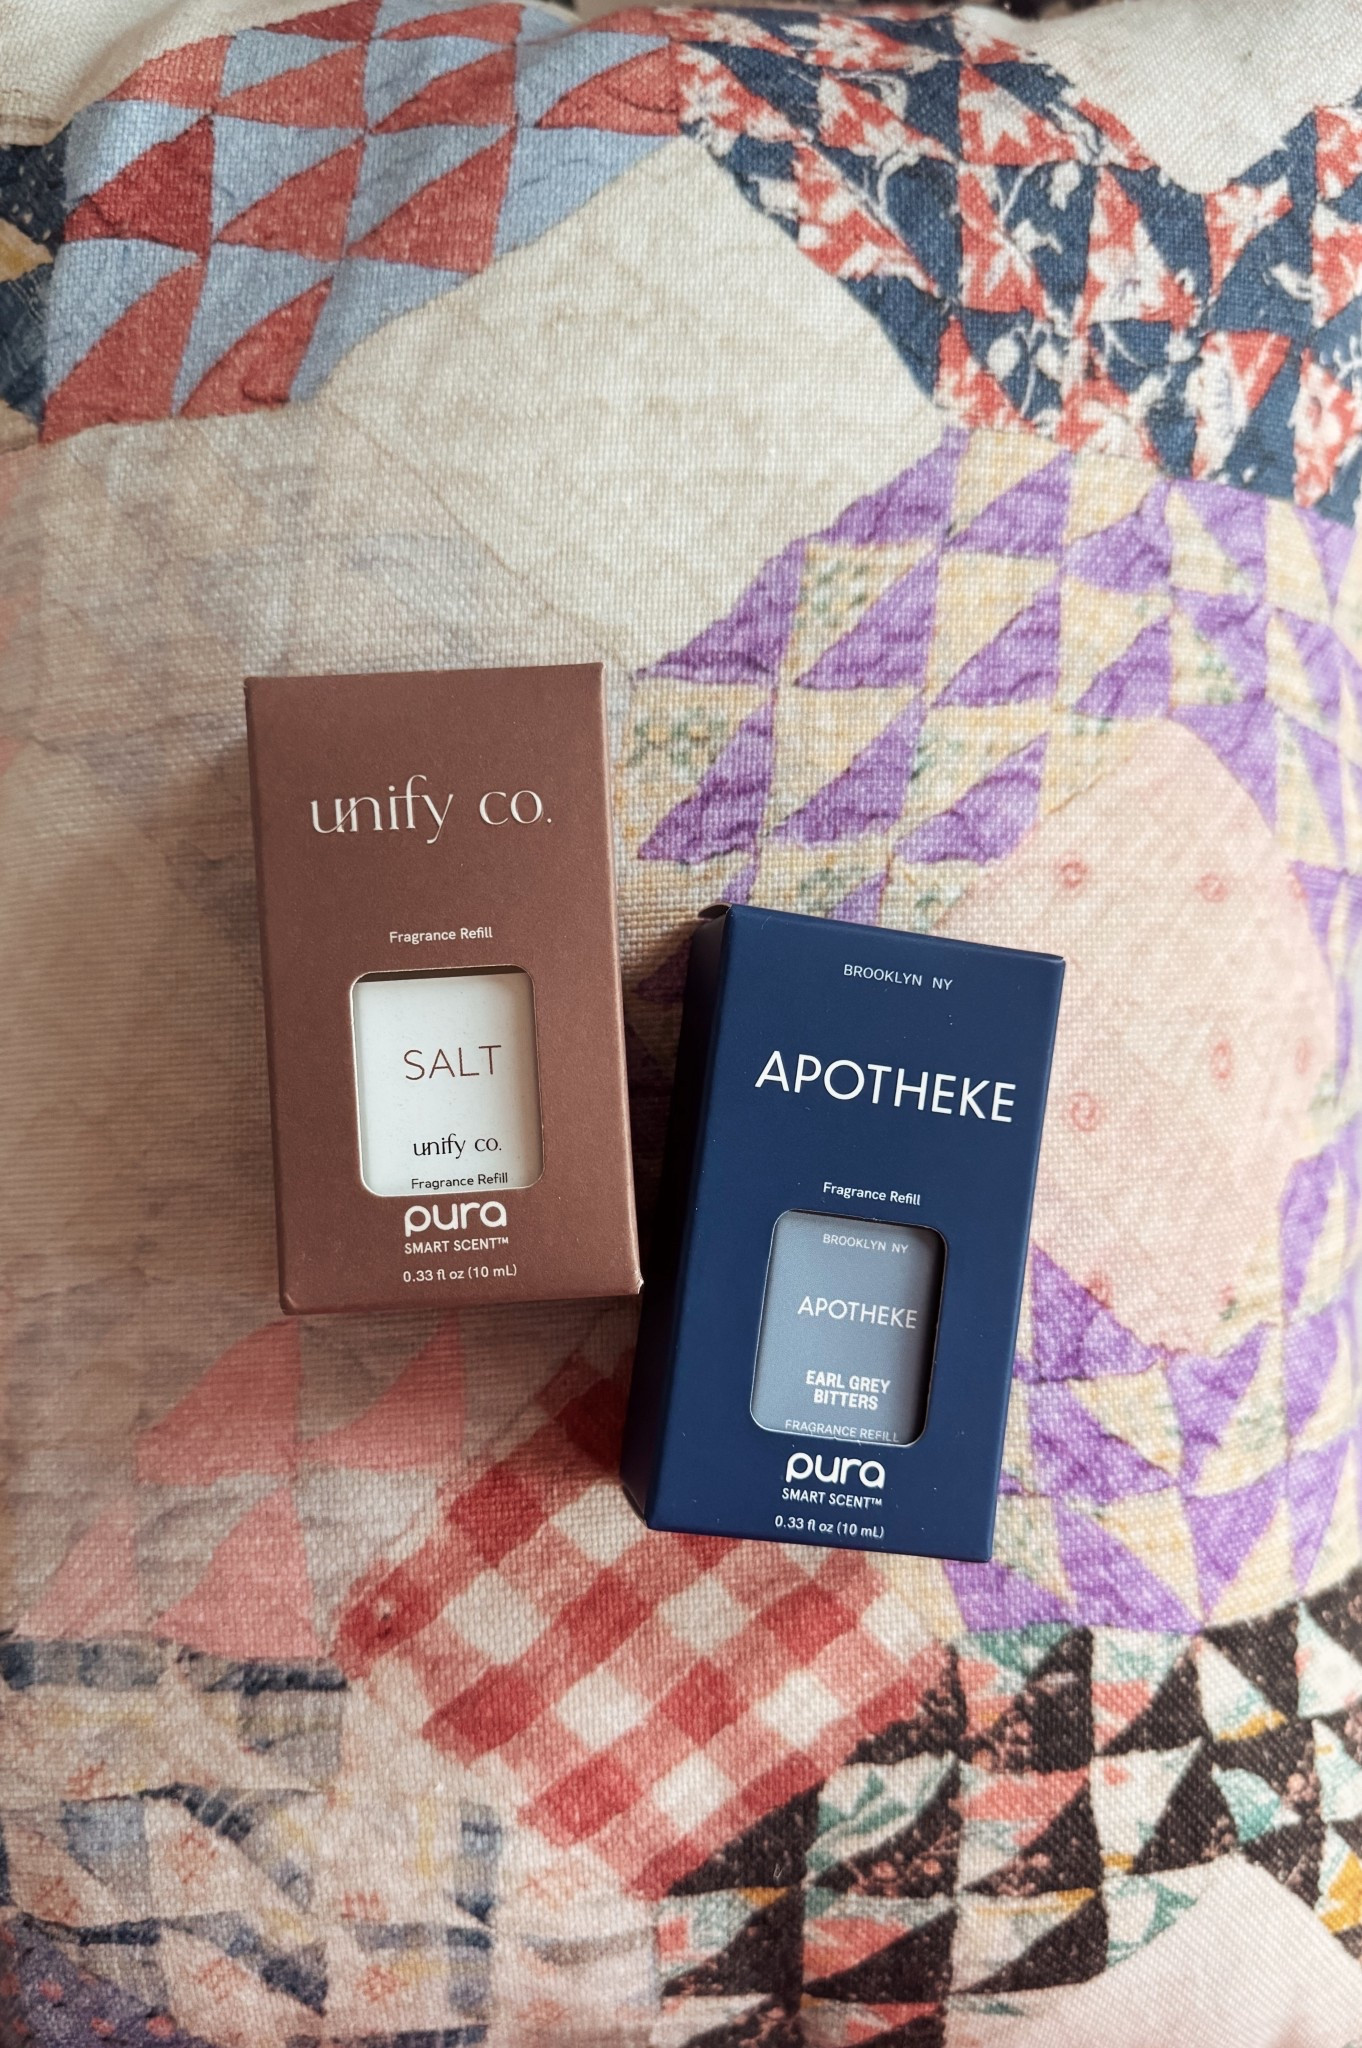 unify co.
Fragrance Refill
SALT
unify co.
Fragrance Refill
pura
SMART SCENT™
0.33 fl oz (10 mL)
BROOKLYN NY
APOTHEKE
Fragrance Refill
BROOKLYN NY
APOTHEKE
EARL GREY
BITTERS
FRAGRANCE REFILL
pura
SMART SCENT™
0.33 fl oz (10 mL)